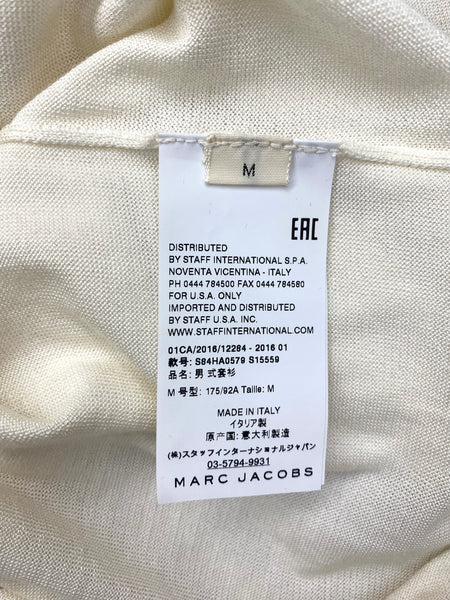 M
EAC
DISTRIBUTED
BY STAFF INTERNATIONAL S.P.A.
NOVENTA VICENTINA - ITALY
PH 0444 784500 FAX 0444 784580
FOR U.S.A. ONLY
IMPORTED AND DISTRIBUTED
BY STAFF U.S.A. INC.
WWW.STAFFINTERNATIONAL.COM
01CA/2016/12284 - 2016 01
款号: S84HA0579 S15559
品名: 男 式套衫
M 号型: 175/92A Taille: M
MADE IN ITALY
イタリア製
原产国: 意大利製造
(株)スタッフインターナショナルジャパン
03-5794-9931
MARC JACOBS